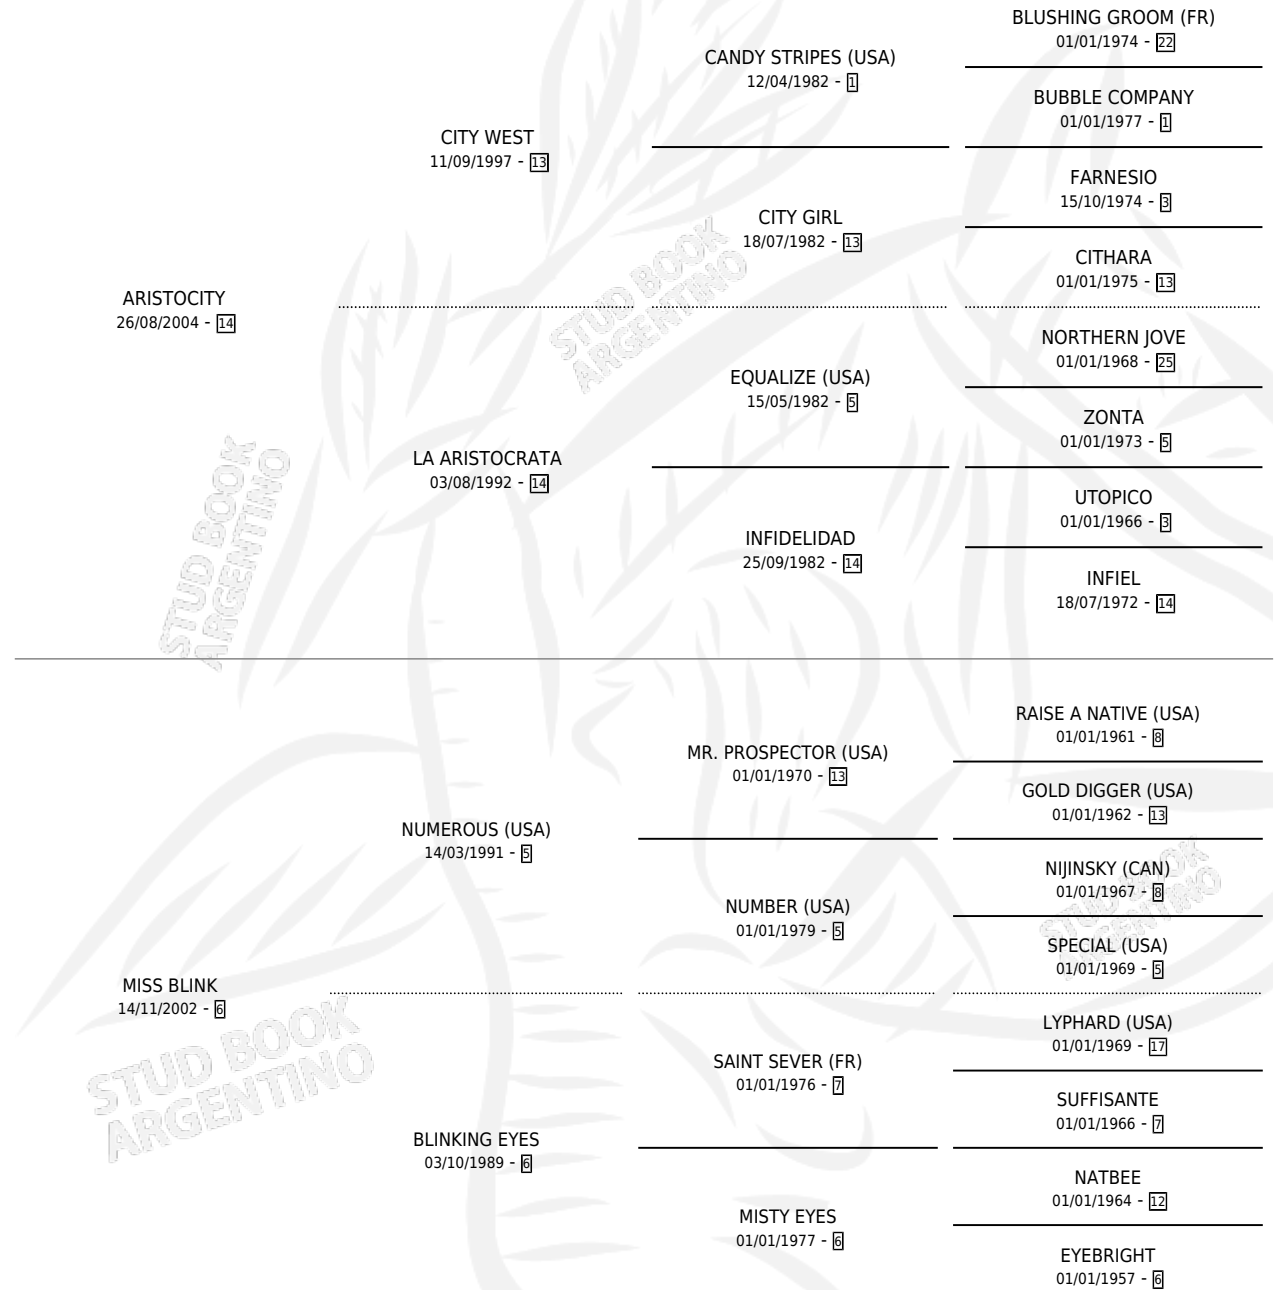 BLUSHING GROOM (FR)
01/01/1974 - 22
CANDY STRIPES (USA)
12/04/1982 - 1
BUBBLE COMPANY
01/01/1977 - 1
CITY WEST
11/09/1997 - 13
FARNESIO
15/10/1974 - 3
CITY GIRL
18/07/1982 - 13
CITHARA
01/01/1975 - 13
ARISTOCITY
26/08/2004 - 14
NORTHERN JOVE
01/01/1968 - 25
EQUALIZE (USA)
15/05/1982 - 5
ZONTA
01/01/1973 - 5
LA ARISTOCRATA
03/08/1992 - 14
UTOPICO
01/01/1966 - 3
INFIDELIDAD
25/09/1982 - 14
INFIEL
18/07/1972 - 14
RAISE A NATIVE (USA)
01/01/1961 - 8
MR. PROSPECTOR (USA)
01/01/1970 - 13
GOLD DIGGER (USA)
01/01/1962 - 13
NUMEROUS (USA)
14/03/1991 - 5
NIJINSKY (CAN)
01/01/1967 - 8
NUMBER (USA)
01/01/1979 - 5
SPECIAL (USA)
01/01/1969 - 5
MISS BLINK
14/11/2002 - 6
LYPHARD (USA)
01/01/1969 - 17
SAINT SEVER (FR)
01/01/1976 - 7
SUFFISANTE
01/01/1966 - 7
BLINKING EYES
03/10/1989 - 6
NATBEE
01/01/1964 - 12
MISTY EYES
01/01/1977 - 6
EYEBRIGHT
01/01/1957 - 6
STUD BOOK
ARGENTINO
STUD BOOK
ARGENTINO
STUD BOOK
ARGENTINO
STUD BOOK
ARGENTINO